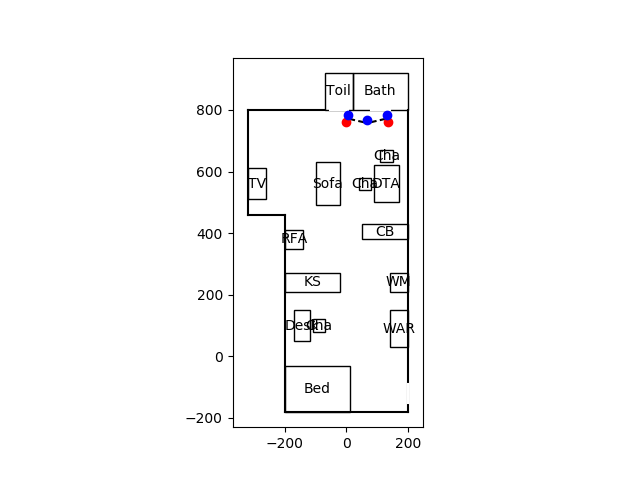 Toil Bath
800
Cha
600
TV Sofa Cha DTA
400
CB
RFA
KS WM
200
Desk Cha WAR
0
Bed
−200
−200 0 200